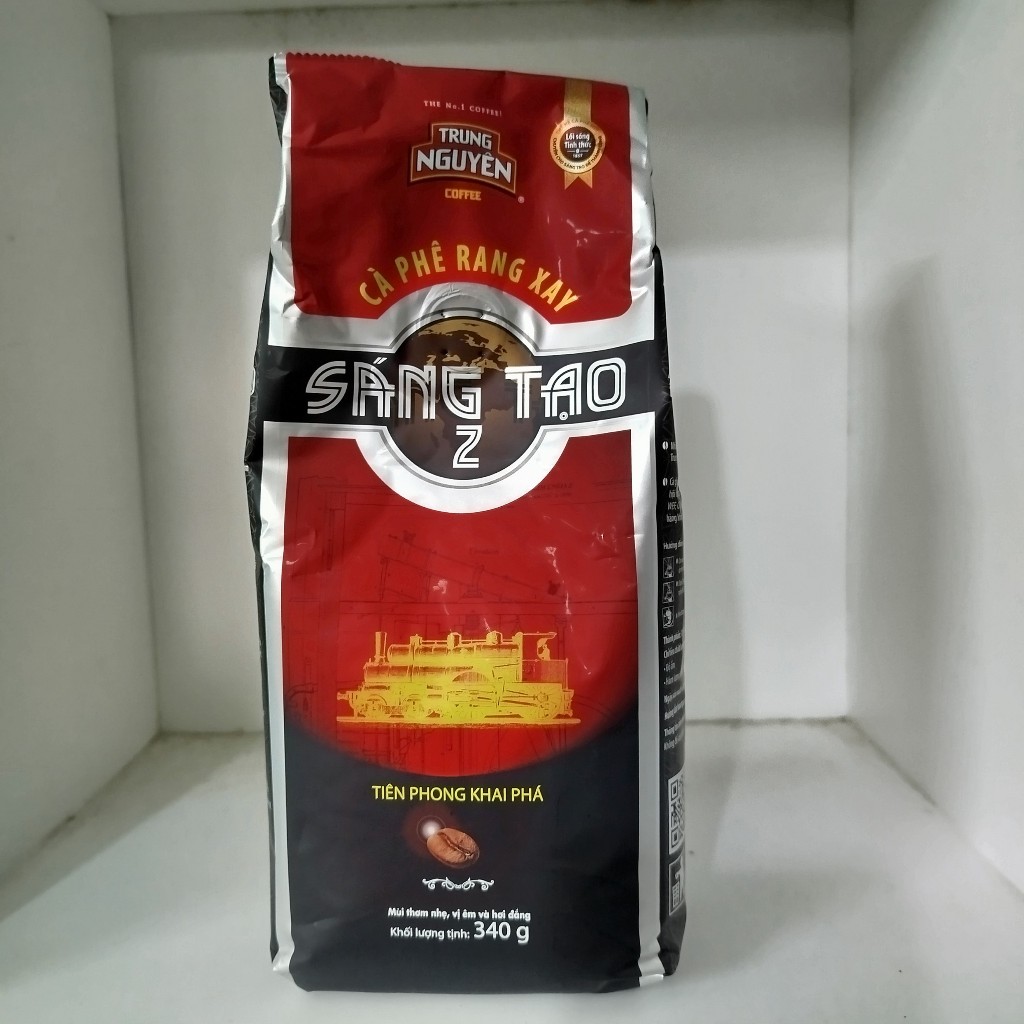 THE No.1 COFFEE!
TRUNG
NGUYÊN
COFFEE
®
Lối sống
Tỉnh thức
CÀ PHÊ RANG XAY
SÁNG TẠO
2
TIÊN PHONG KHAI PHÁ
Mùi thơm nhẹ, vị êm và hơi đắng
Khối lượng tịnh: 340 g